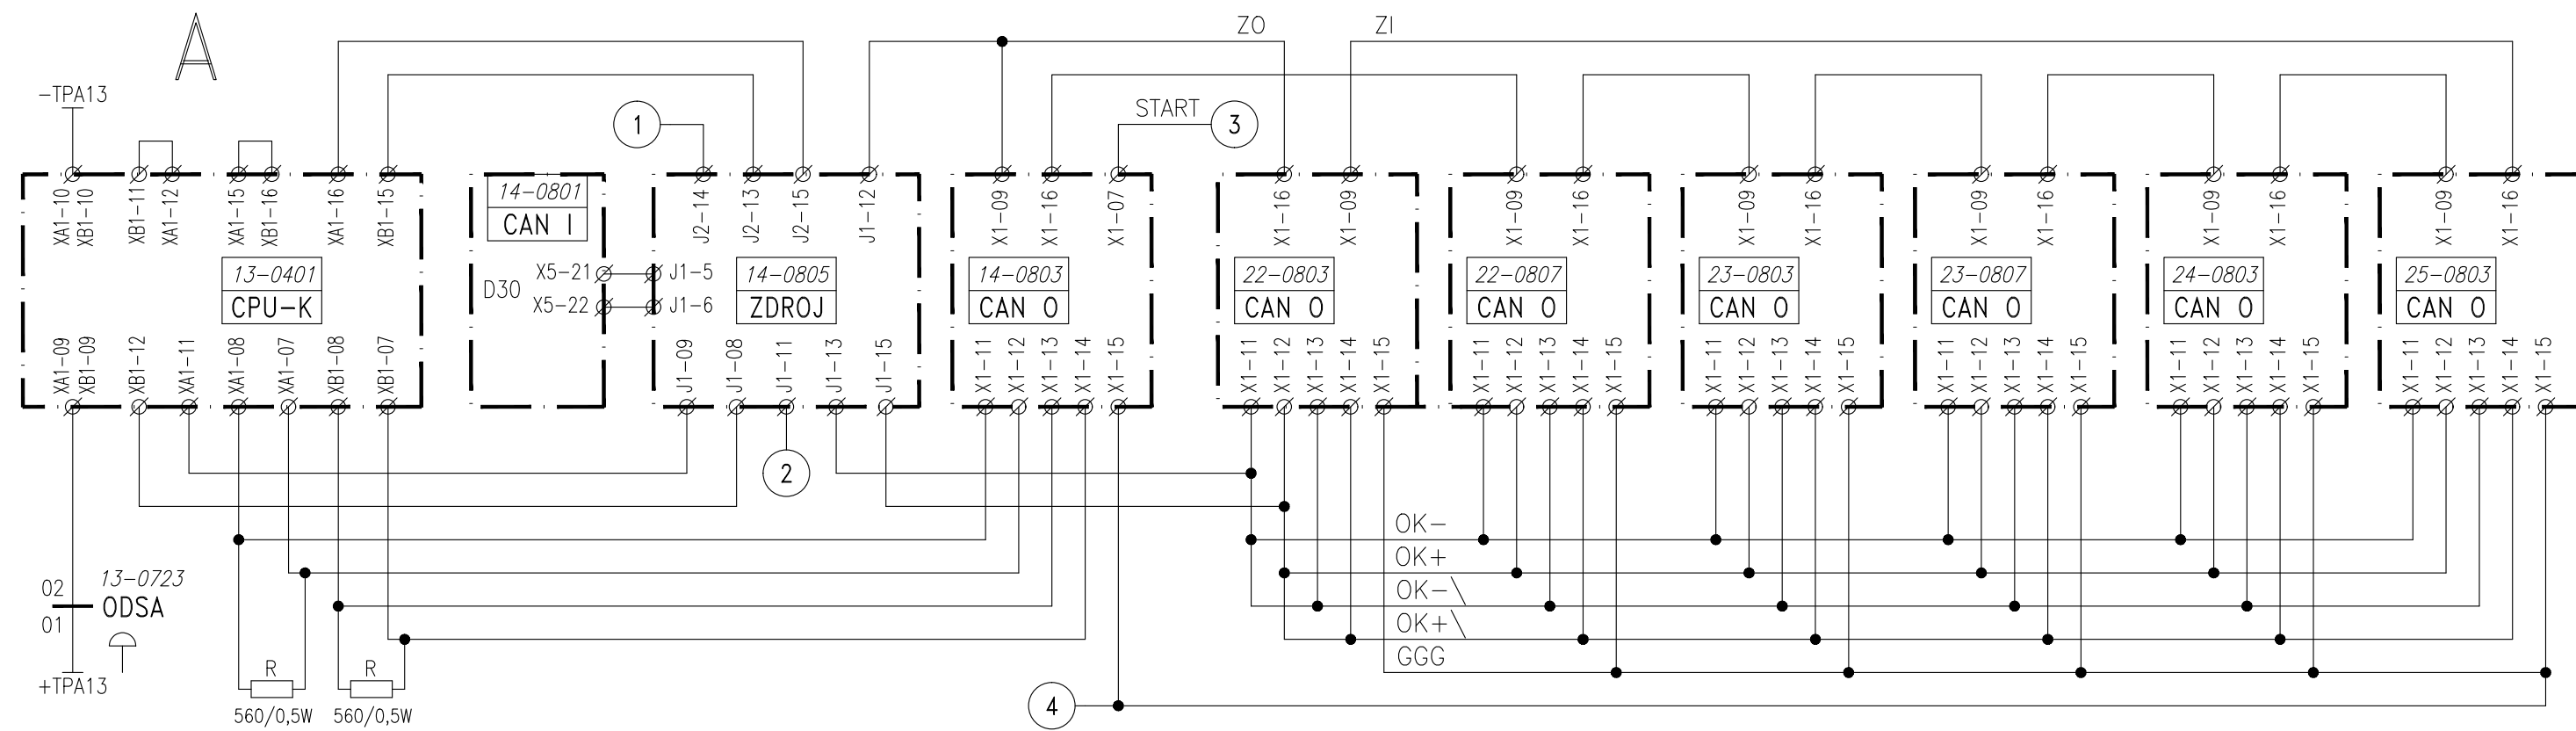 A
ZO
ZI
-TPA13
START
1
3
XA1-10
XB1-10
XB1-11
XA1-12
XA1-15
XB1-16
XA1-16
XB1-15
14-0801
CAN I
J2-14
J2-13
J2-15
J1-12
X1-09
X1-16
X1-07
X1-16
X1-09
X1-09
X1-16
X1-09
X1-16
X1-09
X1-16
X1-09
X1-16
X1-09
X1-16
13-0401
CPU-K
D30
X5-21
X5-22
J1-5
J1-6
14-0805
ZDROJ
14-0803
CAN O
22-0803
CAN O
22-0807
CAN O
23-0803
CAN O
23-0807
CAN O
24-0803
CAN O
25-0803
CAN O
XA1-09
XB1-09
XB1-12
XA1-11
XA1-08
XA1-07
XB1-08
XB1-07
J1-09
J1-08
J1-11
J1-13
J1-15
X1-11
X1-12
X1-13
X1-14
X1-15
X1-11
X1-12
X1-13
X1-14
X1-15
X1-11
X1-12
X1-13
X1-14
X1-15
X1-11
X1-12
X1-13
X1-14
X1-15
X1-11
X1-12
X1-13
X1-14
X1-15
X1-11
X1-12
X1-13
X1-14
X1-15
X1-11
X1-12
X1-13
X1-14
X1-15
2
OK-
OK+
OK-\
OK+\
GGG
02
01
13-0723
ODSA
+TPA13
R
560/0,5W
R
560/0,5W
4